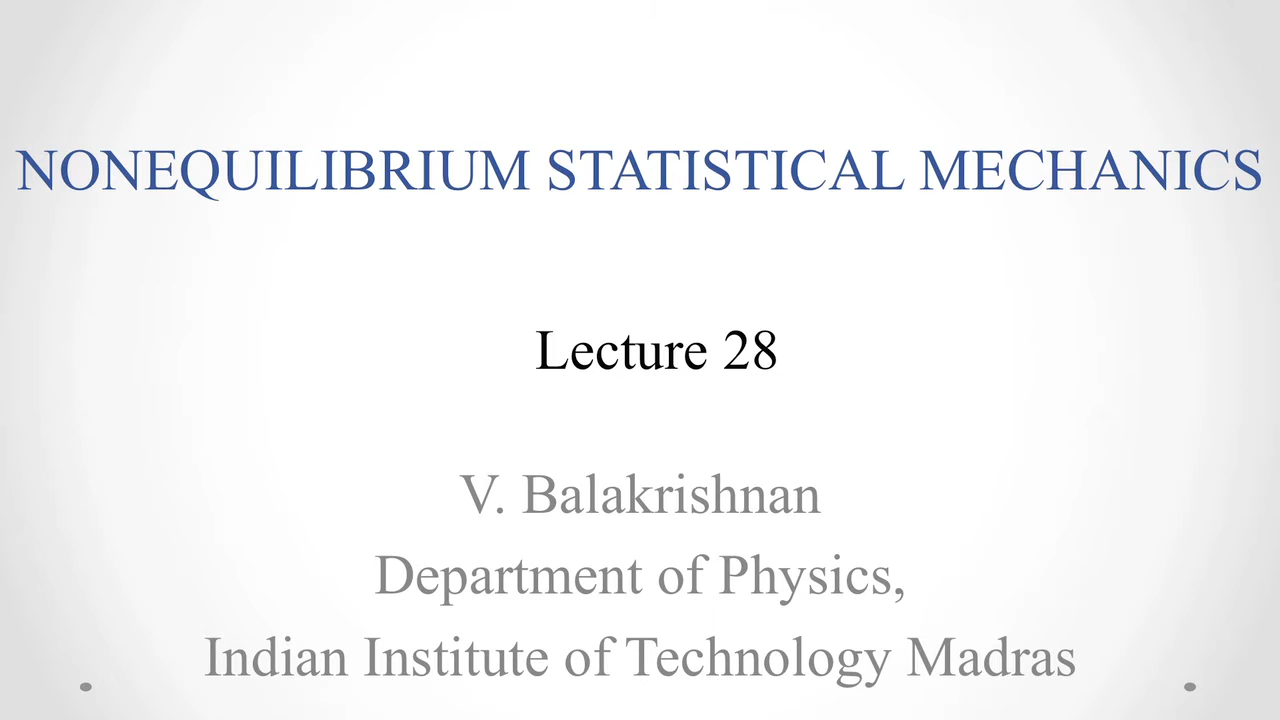 NONEQUILIBRIUM STATISTICAL MECHANICS
Lecture 28
V. Balakrishnan
Department of Physics,
Indian Institute of Technology Madras